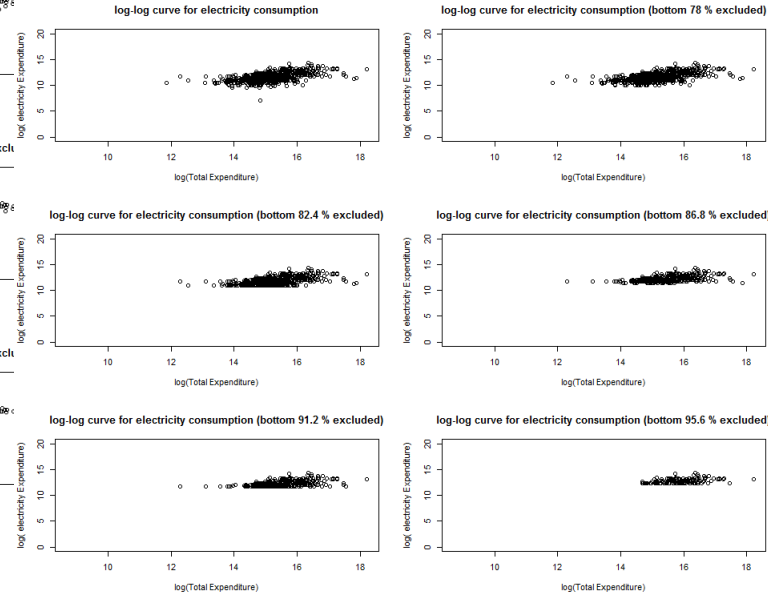 log-log curve for electricity consumption
log( electricity Expenditure)
20
15
10
5
0
10 12 14 16 18
log(Total Expenditure)
log-log curve for electricity consumption (bottom 78 % excluded)
log( electricity Expenditure)
20
15
10
5
0
10 12 14 16 18
log(Total Expenditure)
log-log curve for electricity consumption (bottom 82.4 % excluded)
log( electricity Expenditure)
20
15
10
5
0
10 12 14 16 18
log(Total Expenditure)
log-log curve for electricity consumption (bottom 86.8 % excluded)
log( electricity Expenditure)
20
15
10
5
0
10 12 14 16 18
log(Total Expenditure)
log-log curve for electricity consumption (bottom 91.2 % excluded)
log( electricity Expenditure)
20
15
10
5
0
10 12 14 16 18
log(Total Expenditure)
log-log curve for electricity consumption (bottom 95.6 % excluded
log( electricity Expenditure)
20
15
10
5
0
10 12 14 16 18
log(Total Expenditure)